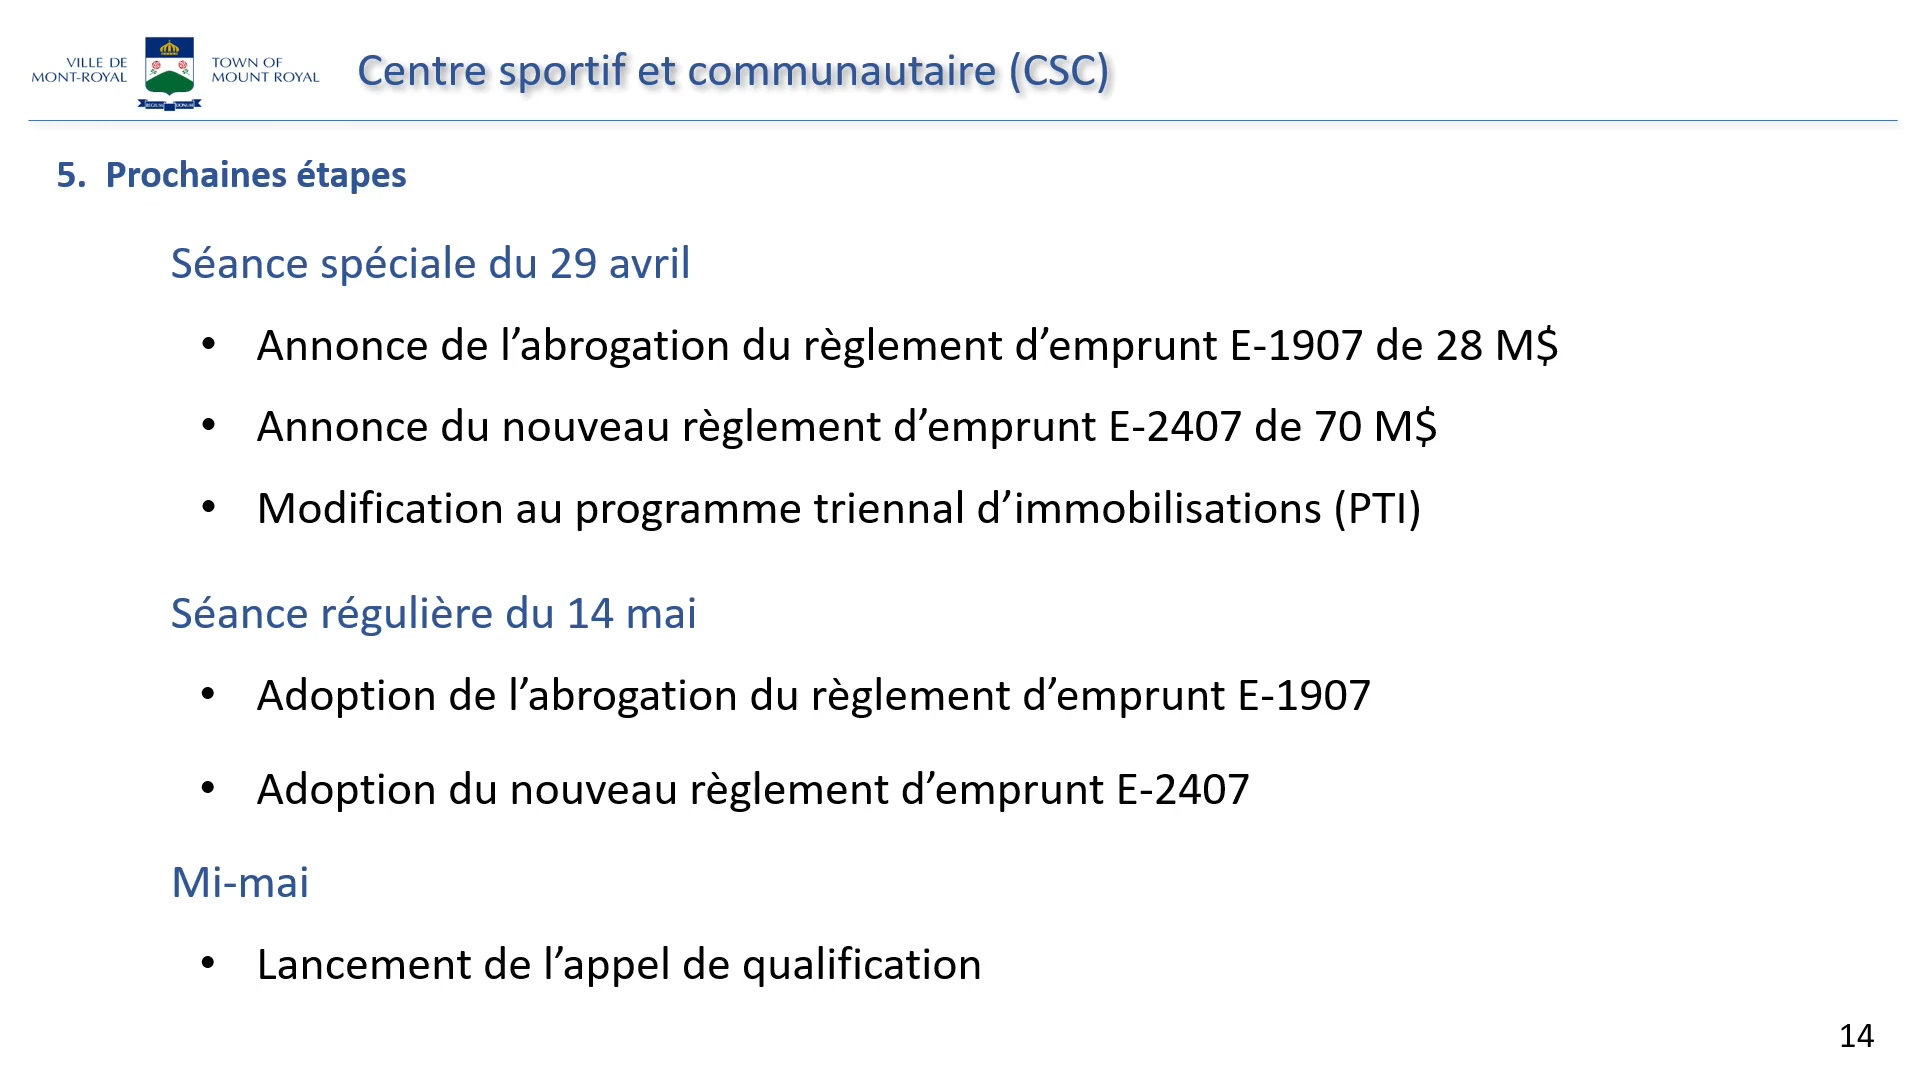 VILLE DE
MONT-ROYAL
TOWN OF
MOUNT ROYAL
REGIUM DONUM
Centre sportif et communautaire (CSC)
5. Prochaines étapes
Séance spéciale du 29 avril
• Annonce de l’abrogation du règlement d’emprunt E-1907 de 28 M$
• Annonce du nouveau règlement d’emprunt E-2407 de 70 M$
• Modification au programme triennal d’immobilisations (PTI)
Séance régulière du 14 mai
• Adoption de l’abrogation du règlement d’emprunt E-1907
• Adoption du nouveau règlement d’emprunt E-2407
Mi-mai
• Lancement de l’appel de qualification
14